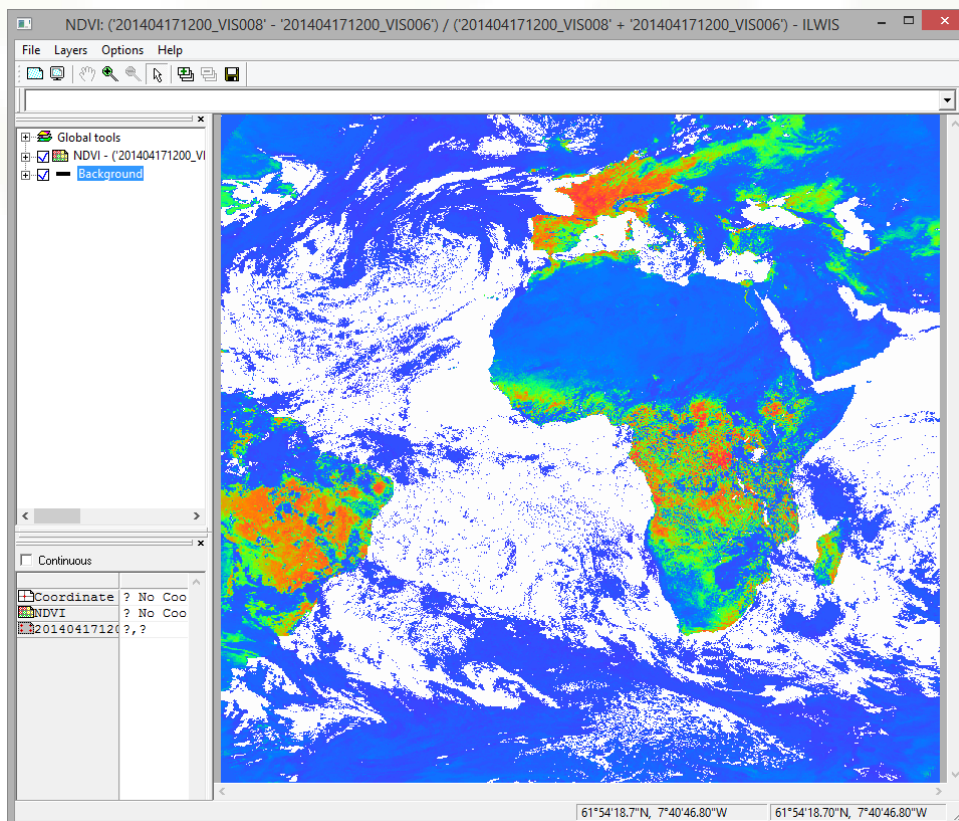 NDVI: ('201404171200_VIS008' - '201404171200_VIS006') / ('201404171200_VIS008' + '201404171200_VIS006') - ILWIS
File Layers Options Help
Global tools
NDVI - ('201404171200_VI
Background
Continuous
Coordinate ? No Coo
NDVI ? No Coo
20140417120 ?,?
61°54'18.7"N, 7°40'46.80"W 61°54'18.70"N, 7°40'46.80"W